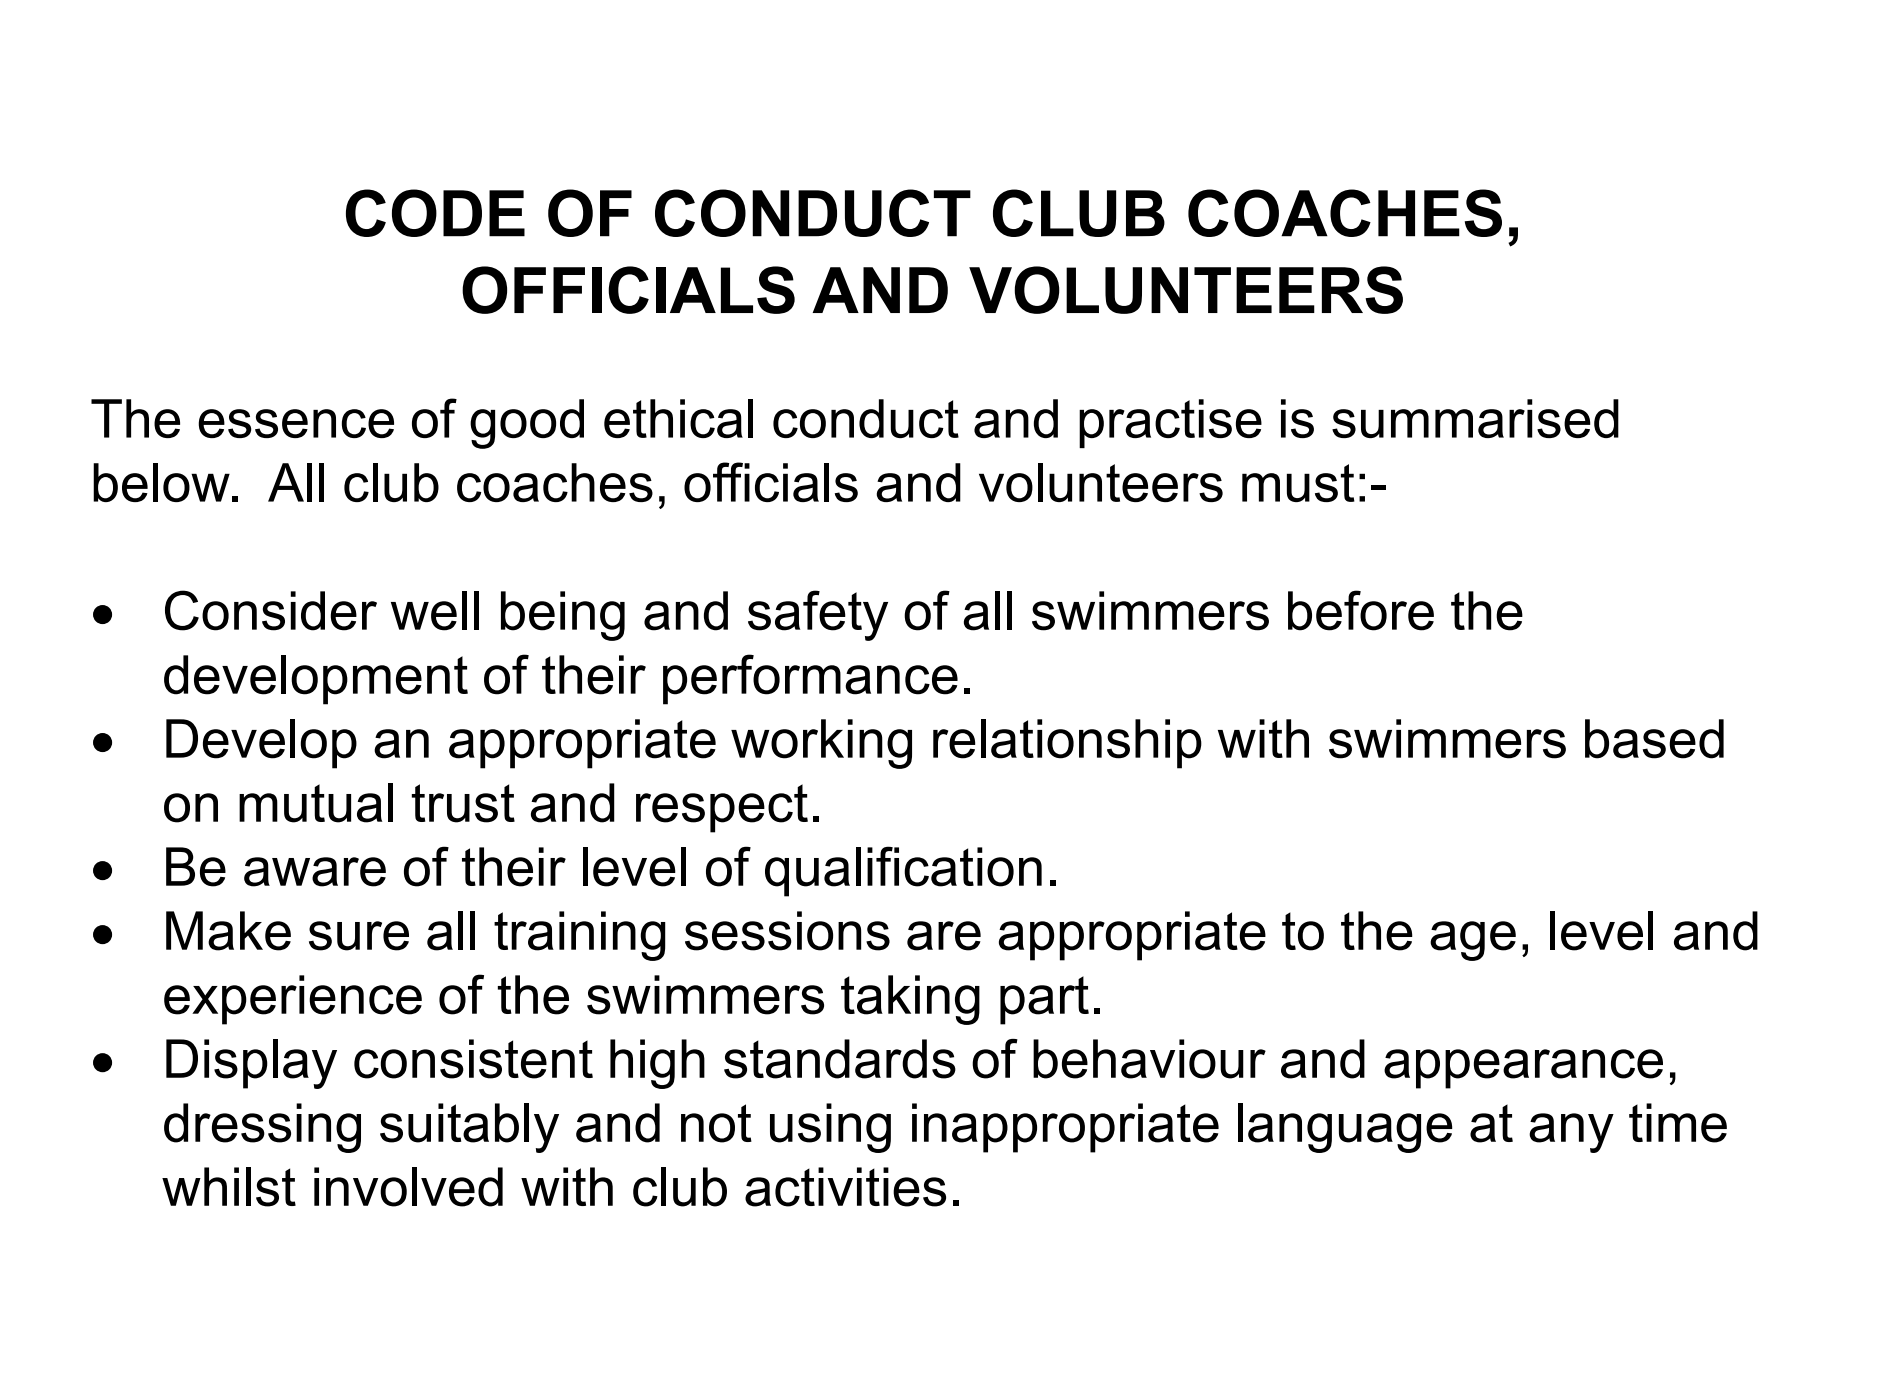 CODE OF CONDUCT CLUB COACHES,
OFFICIALS AND VOLUNTEERS
The essence of good ethical conduct and practise is summarised
below.  All club coaches, officials and volunteers must:-
• Consider well being and safety of all swimmers before the
development of their performance.
• Develop an appropriate working relationship with swimmers based
on mutual trust and respect.
• Be aware of their level of qualification.
• Make sure all training sessions are appropriate to the age, level and
experience of the swimmers taking part.
• Display consistent high standards of behaviour and appearance,
dressing suitably and not using inappropriate language at any time
whilst involved with club activities.